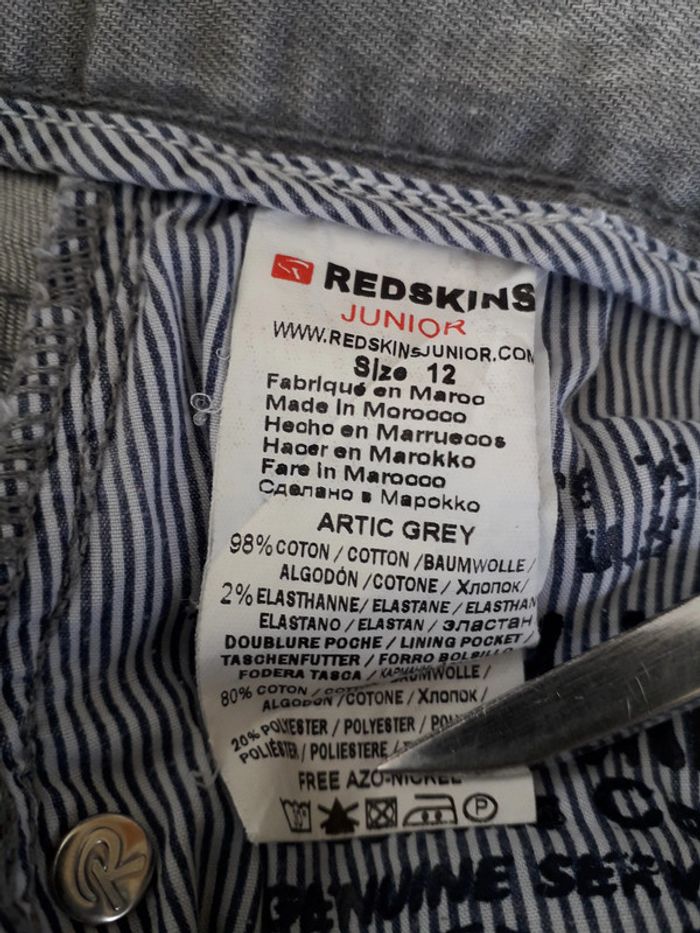 REDSKINS
JUNIOR
WWW.REDSKINSJUNIOR.COM
Size 12
Fabriqué en Maroc
Made in Morocco
Hecho en Marruecos
Hacer en Marokko
Fare in Marocco
Сделано в Марокко
ARTIC GREY
98% COTON / COTTON /BAUMWOLLE /
ALGODÓN /COTONE / Хлопок/
2% ELASTHANNE/ ELASTANE / ELASTHAN
ELASTANO / ELASTAN / эластан
DOUBLURE POCHE / LINING POCKET /
TASCHENFUTTER / FORRO BOLSILLO
FODERA TASCA / BAUMWOLLE /
80% COTON /
ALGODON /COTONE / Хлопок /
20% POLYESTER / POLYESTER /
POLIÉSTER / POLIESTERE /
FREE AZO-NICKEL
30°
P
GENUINE SERV